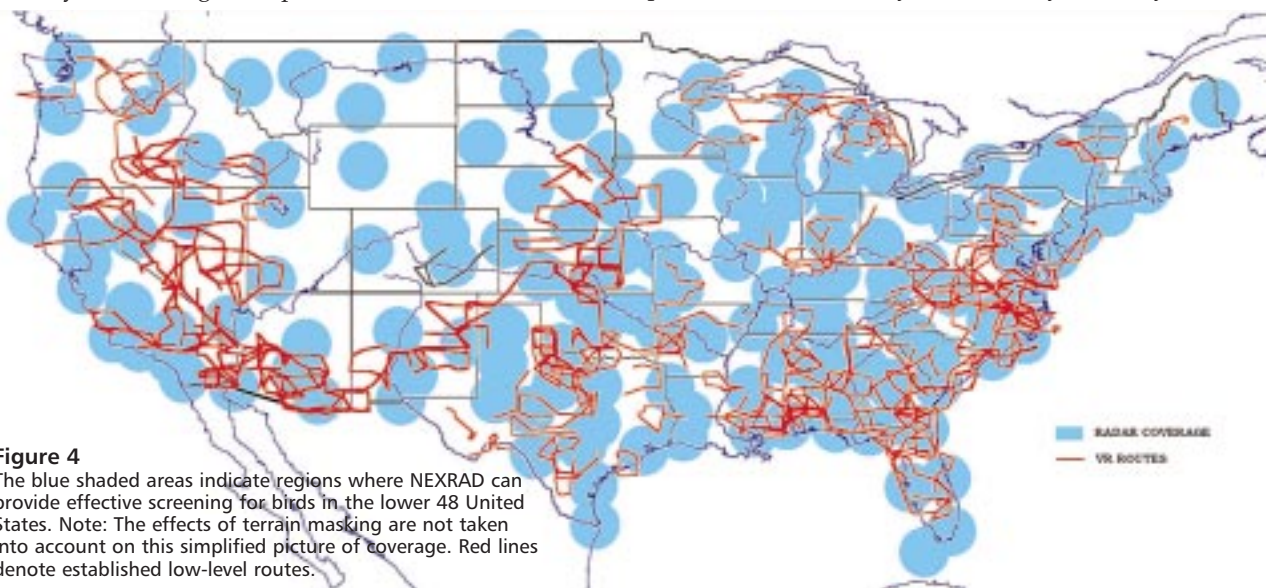 RADAR COVERAGE
VR ROUTES
Figure 4
The blue shaded areas indicate regions where NEXRAD can
provide effective screening for birds in the lower 48 United
States. Note: The effects of terrain masking are not taken
into account on this simplified picture of coverage. Red lines
denote established low-level routes.